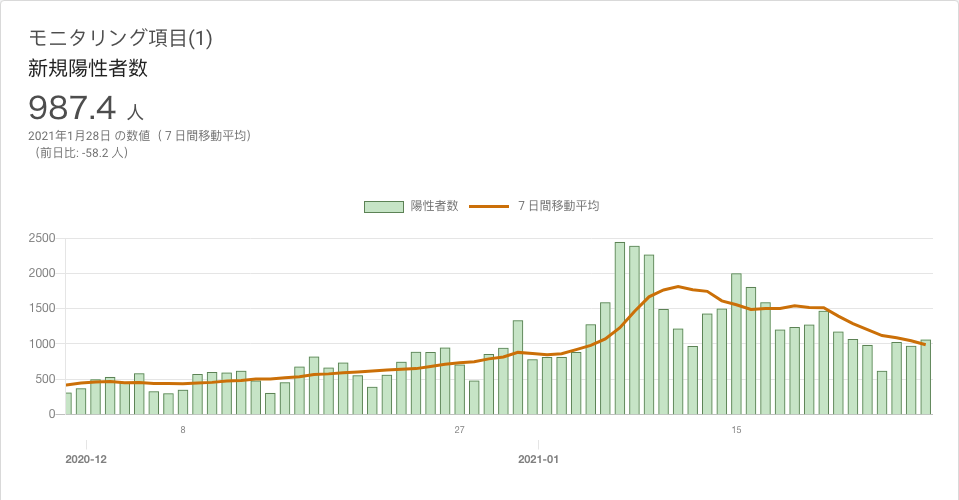 モニタリング項目(1)
新規陽性者数
987.4 人
2021年1月28日 の数値（７日間移動平均）
（前日比: -58.2 人）
陽性者数 ７日間移動平均
2500
2000
1500
1000
500
0
8 27 15
2020-12 2021-01